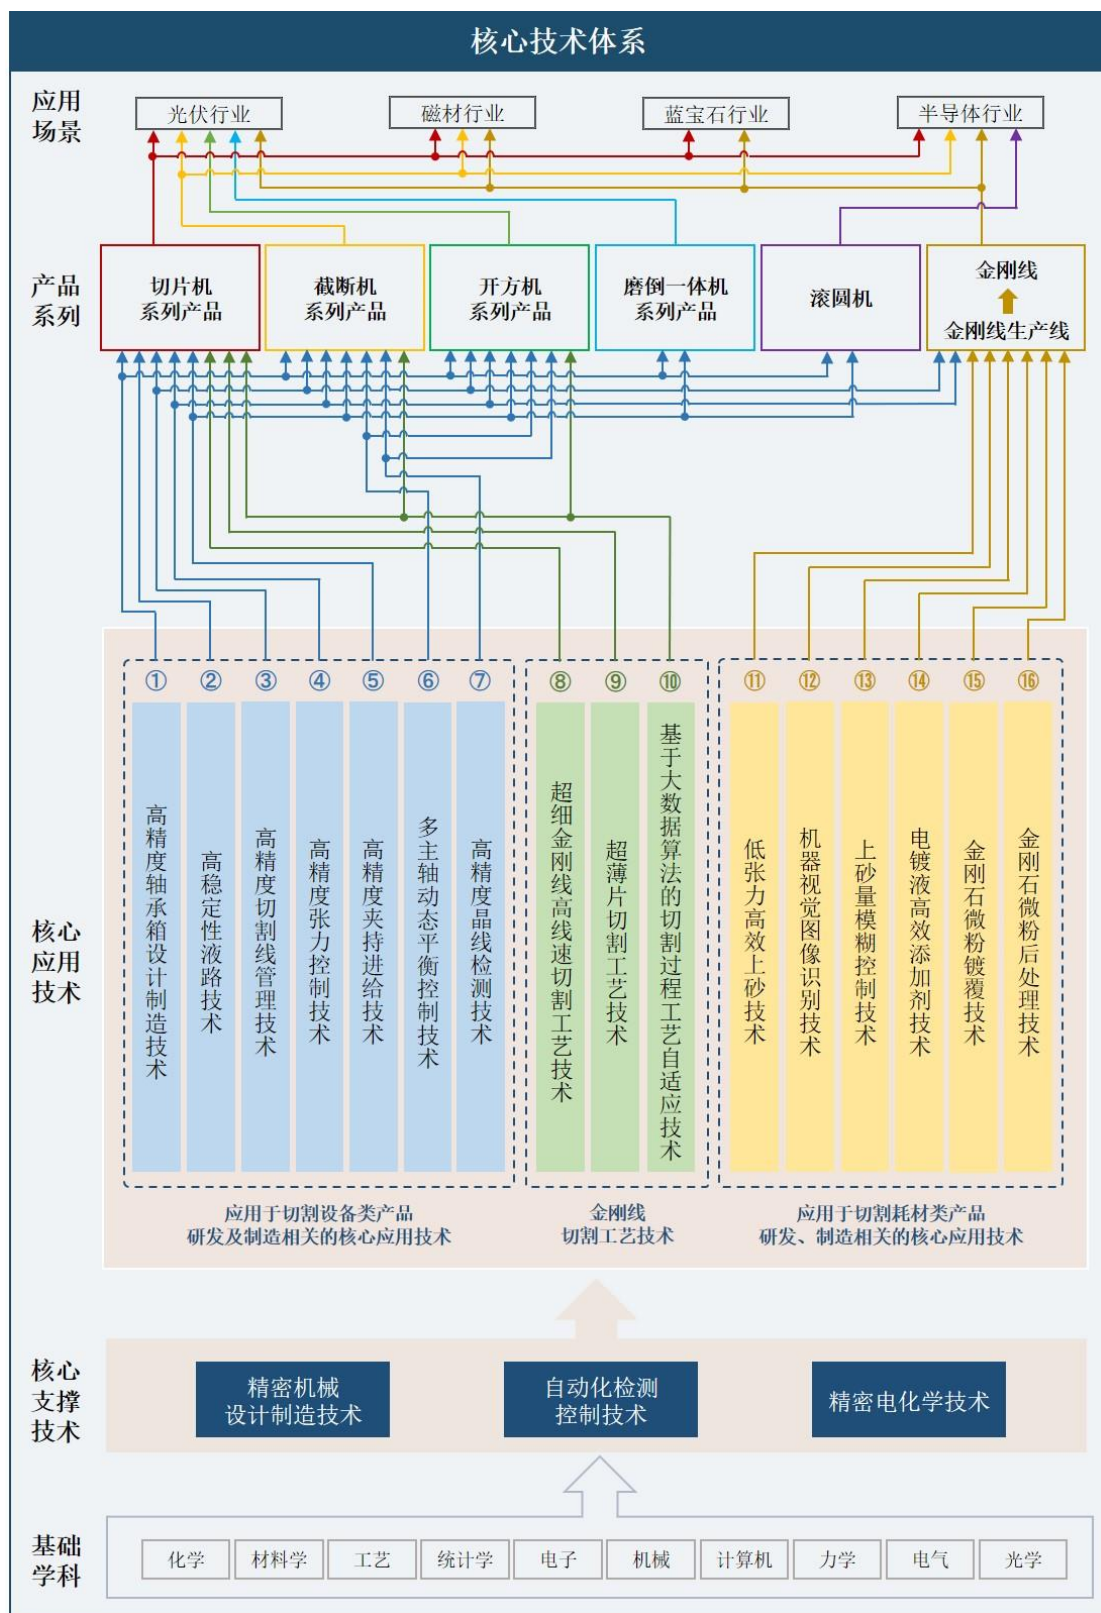 核心技术体系
应用
场景
光伏行业
磁材行业
蓝宝石行业
半导体行业
产品
系列
切片机
系列产品
截断机
系列产品
开方机
系列产品
磨倒一体机
系列产品
滚圆机
金刚线
金刚线生产线
核心
应用
技术
①
②
③
④
⑤
⑥
⑦
⑧
⑨
⑩
⑪
⑫
⑬
⑭
⑮
⑯
高精度轴承箱设计制造技术
高稳定性液路技术
高精度切割线管理技术
高精度张力控制技术
高精度夹持进给技术
多主轴动态平衡控制技术
高精度晶线检测技术
超细金刚线高线速切割工艺技术
超薄片切割工艺技术
基于大数据算法的切割过程工艺自适应技术
低张力高效上砂技术
机器视觉图像识别技术
上砂量模糊控制技术
电镀液高效添加剂技术
金刚石微粉镀覆技术
金刚石微粉后处理技术
应用于切割设备类产品
研发及制造相关的核心应用技术
金刚线
切割工艺技术
应用于切割耗材类产品
研发、制造相关的核心应用技术
核心
支撑
技术
精密机械
设计制造技术
自动化检测
控制技术
精密电化学技术
基础
学科
化学
材料学
工艺
统计学
电子
机械
计算机
力学
电气
光学